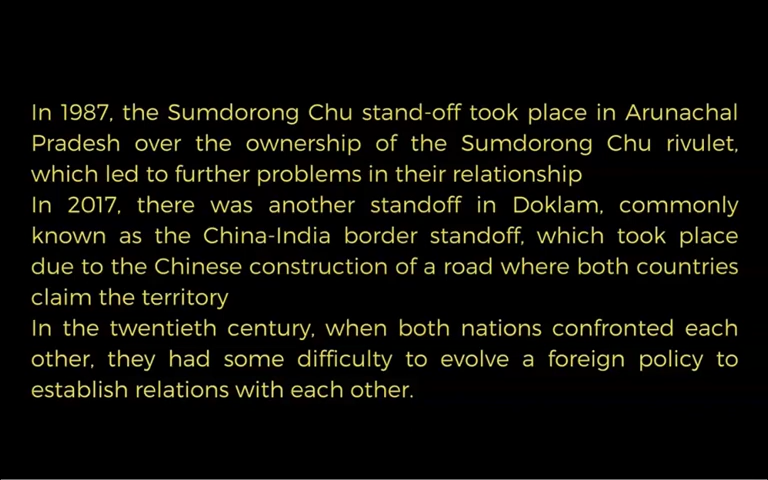 In 1987, the Sumdorong Chu stand-off took place in Arunachal
Pradesh over the ownership of the Sumdorong Chu rivulet,
which led to further problems in their relationship
In 2017, there was another standoff in Doklam, commonly
known as the China-India border standoff, which took place
due to the Chinese construction of a road where both countries
claim the territory
In the twentieth century, when both nations confronted each
other, they had some difficulty to evolve a foreign policy to
establish relations with each other.